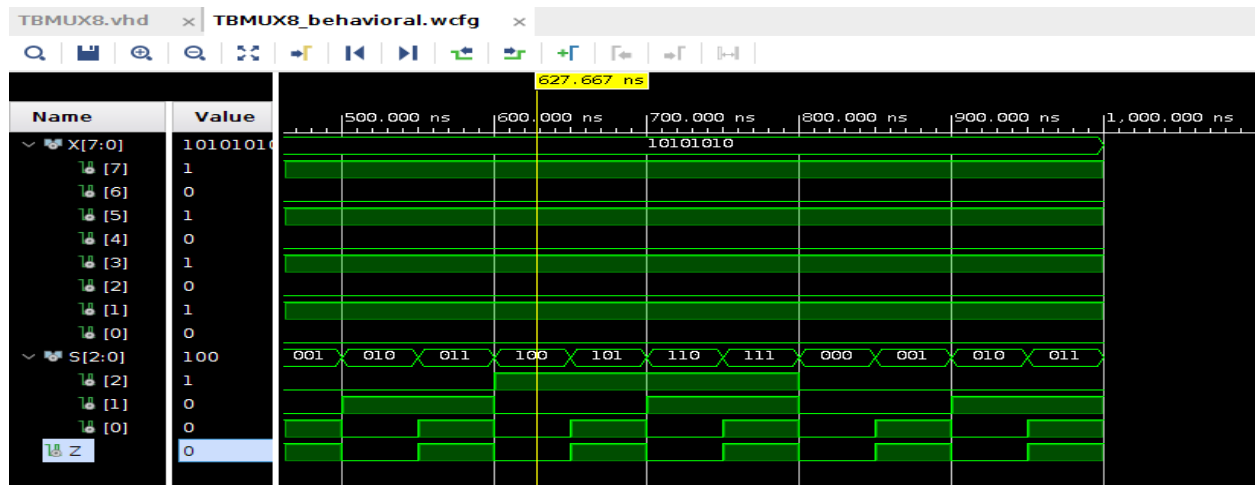 TBMUX8.vhd × TBMUX8_behavioral.wcfg ×
627.667 ns
Name Value 500.000 ns 600.000 ns 700.000 ns 800.000 ns 900.000 ns 1,000.000 ns
X[7:0] 10101010 10101010
[7] 1
[6] 0
[5] 1
[4] 0
[3] 1
[2] 0
[1] 1
[0] 0
S[2:0] 100 001 010 011 100 101 110 111 000 001 010 011
[2] 1
[1] 0
[0] 0
Z 0